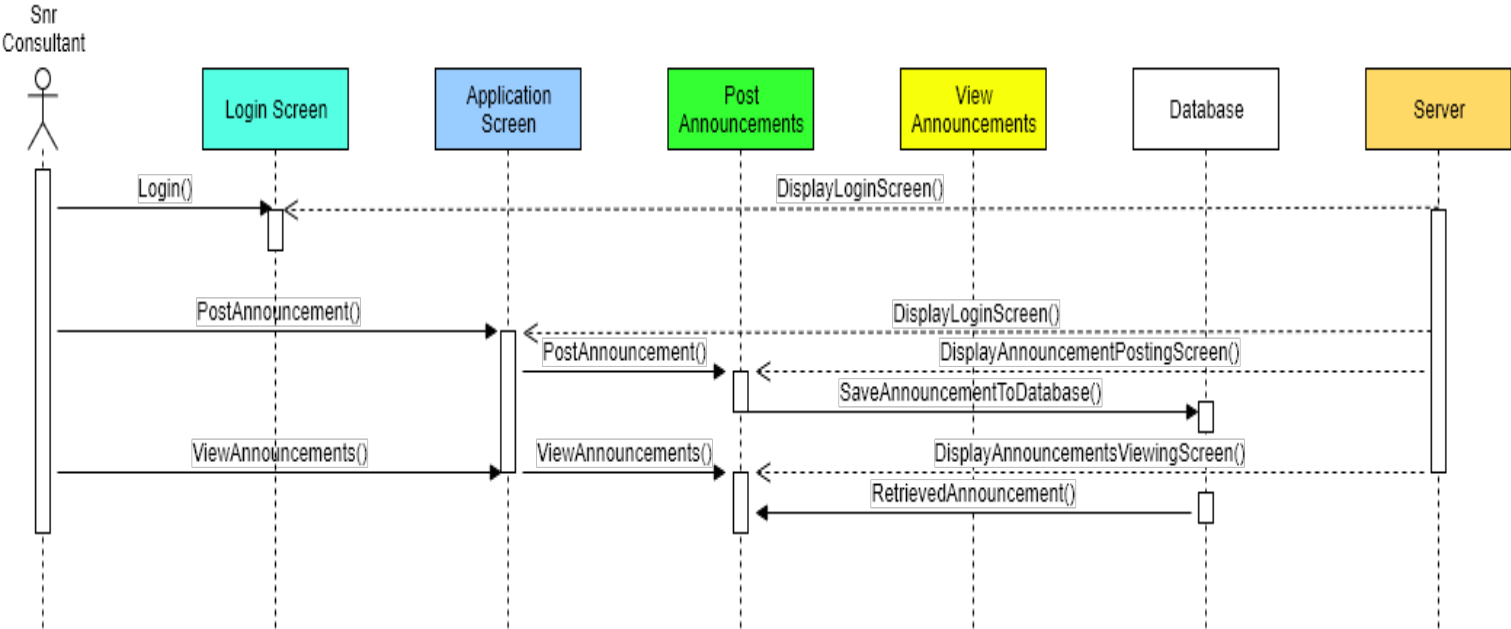 Snr
Consultant
Login Screen
Application
Screen
Post
Announcements
View
Announcements
Database
Server
Login()
DisplayLoginScreen()
PostAnnouncement()
DisplayLoginScreen()
PostAnnouncement()
DisplayAnnouncementPostingScreen()
SaveAnnouncementToDatabase()
ViewAnnouncements()
ViewAnnouncements()
DisplayAnnouncementsViewingScreen()
RetrievedAnnouncement()